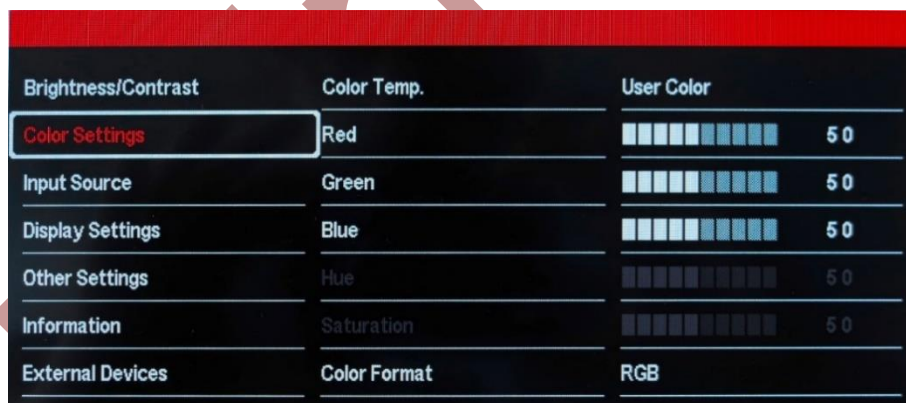 Brightness/Contrast Color Temp. User Color
Color Settings Red 50
Input Source Green 50
Display Settings Blue 50
Other Settings Hue 50
Information Saturation 50
External Devices Color Format RGB